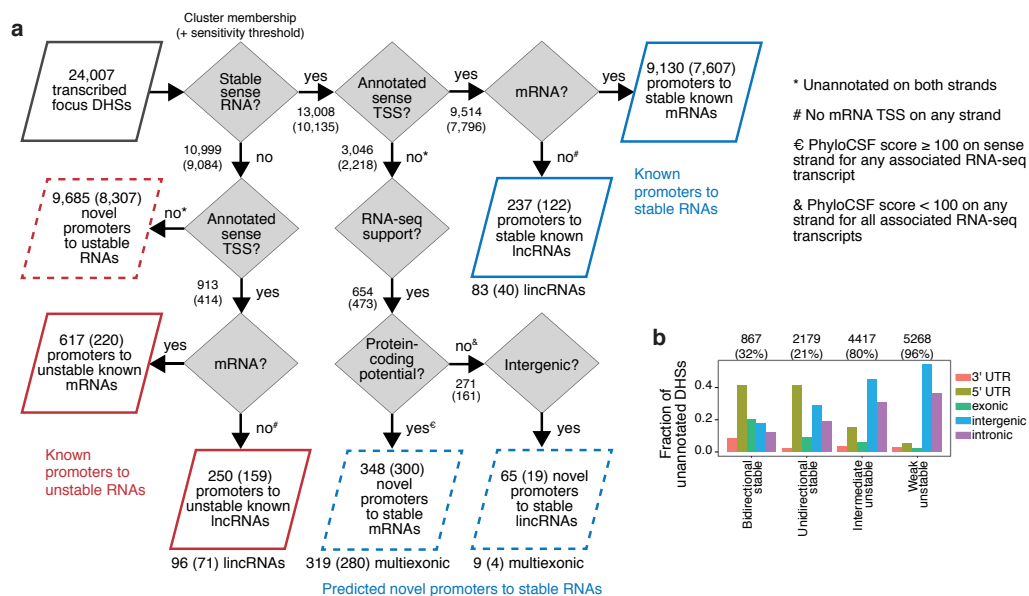 a
Cluster membership
(+ sensitivity threshold)
24,007
transcribed
focus DHSs
Stable
sense
RNA?
yes
13,008
(10,135)
Annotated
sense
TSS?
yes
9,514
(7,796)
mRNA?
yes
9,130 (7,607)
promoters to
stable known
mRNAs
* Unannotated on both strands
# No mRNA TSS on any strand
€ PhyloCSF score ≥ 100 on sense
strand for any associated RNA-seq
transcript
& PhyloCSF score < 100 on any
strand for all associated RNA-seq
transcripts
10,999
(9,084)
no
3,046
(2,218)
no*
no#
Known
promoters to
stable RNAs
9,685 (8,307)
novel
promoters
to ustable
RNAs
no*
Annotated
sense
TSS?
RNA-seq
support?
237 (122)
promoters to
stable known
lncRNAs
83 (40) lincRNAs
913
(414)
yes
654
(473)
yes
617 (220)
promoters to
unstable known
mRNAs
yes
mRNA?
Protein-
coding
potential?
no&
271
(161)
Intergenic?
no#
yes€
yes
Known
promoters to
unstable RNAs
250 (159)
promoters to
unstable known
lncRNAs
96 (71) lincRNAs
348 (300)
novel
promoters
to stable
mRNAs
319 (280) multiexonic
65 (19) novel
promoters
to stable
lincRNAs
9 (4) multiexonic
Predicted novel promoters to stable RNAs
b
867
(32%)
2179
(21%)
4417
(80%)
5268
(96%)
Fraction of
unannotated DHSs
0.4
0.2
0.0
3' UTR
5' UTR
exonic
intergenic
intronic
Bidirectional
stable
Unidirectional
stable
Intermediate
unstable
Weak
unstable